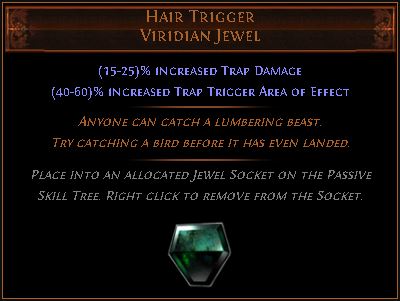 Hair Trigger
Viridian Jewel
(15-25)% increased Trap Damage
(40-60)% increased Trap Trigger Area of Effect
Anyone can catch a lumbering beast.
Try catching a bird before it has even landed.
Place into an allocated Jewel Socket on the Passive
Skill Tree. Right click to remove from the Socket.